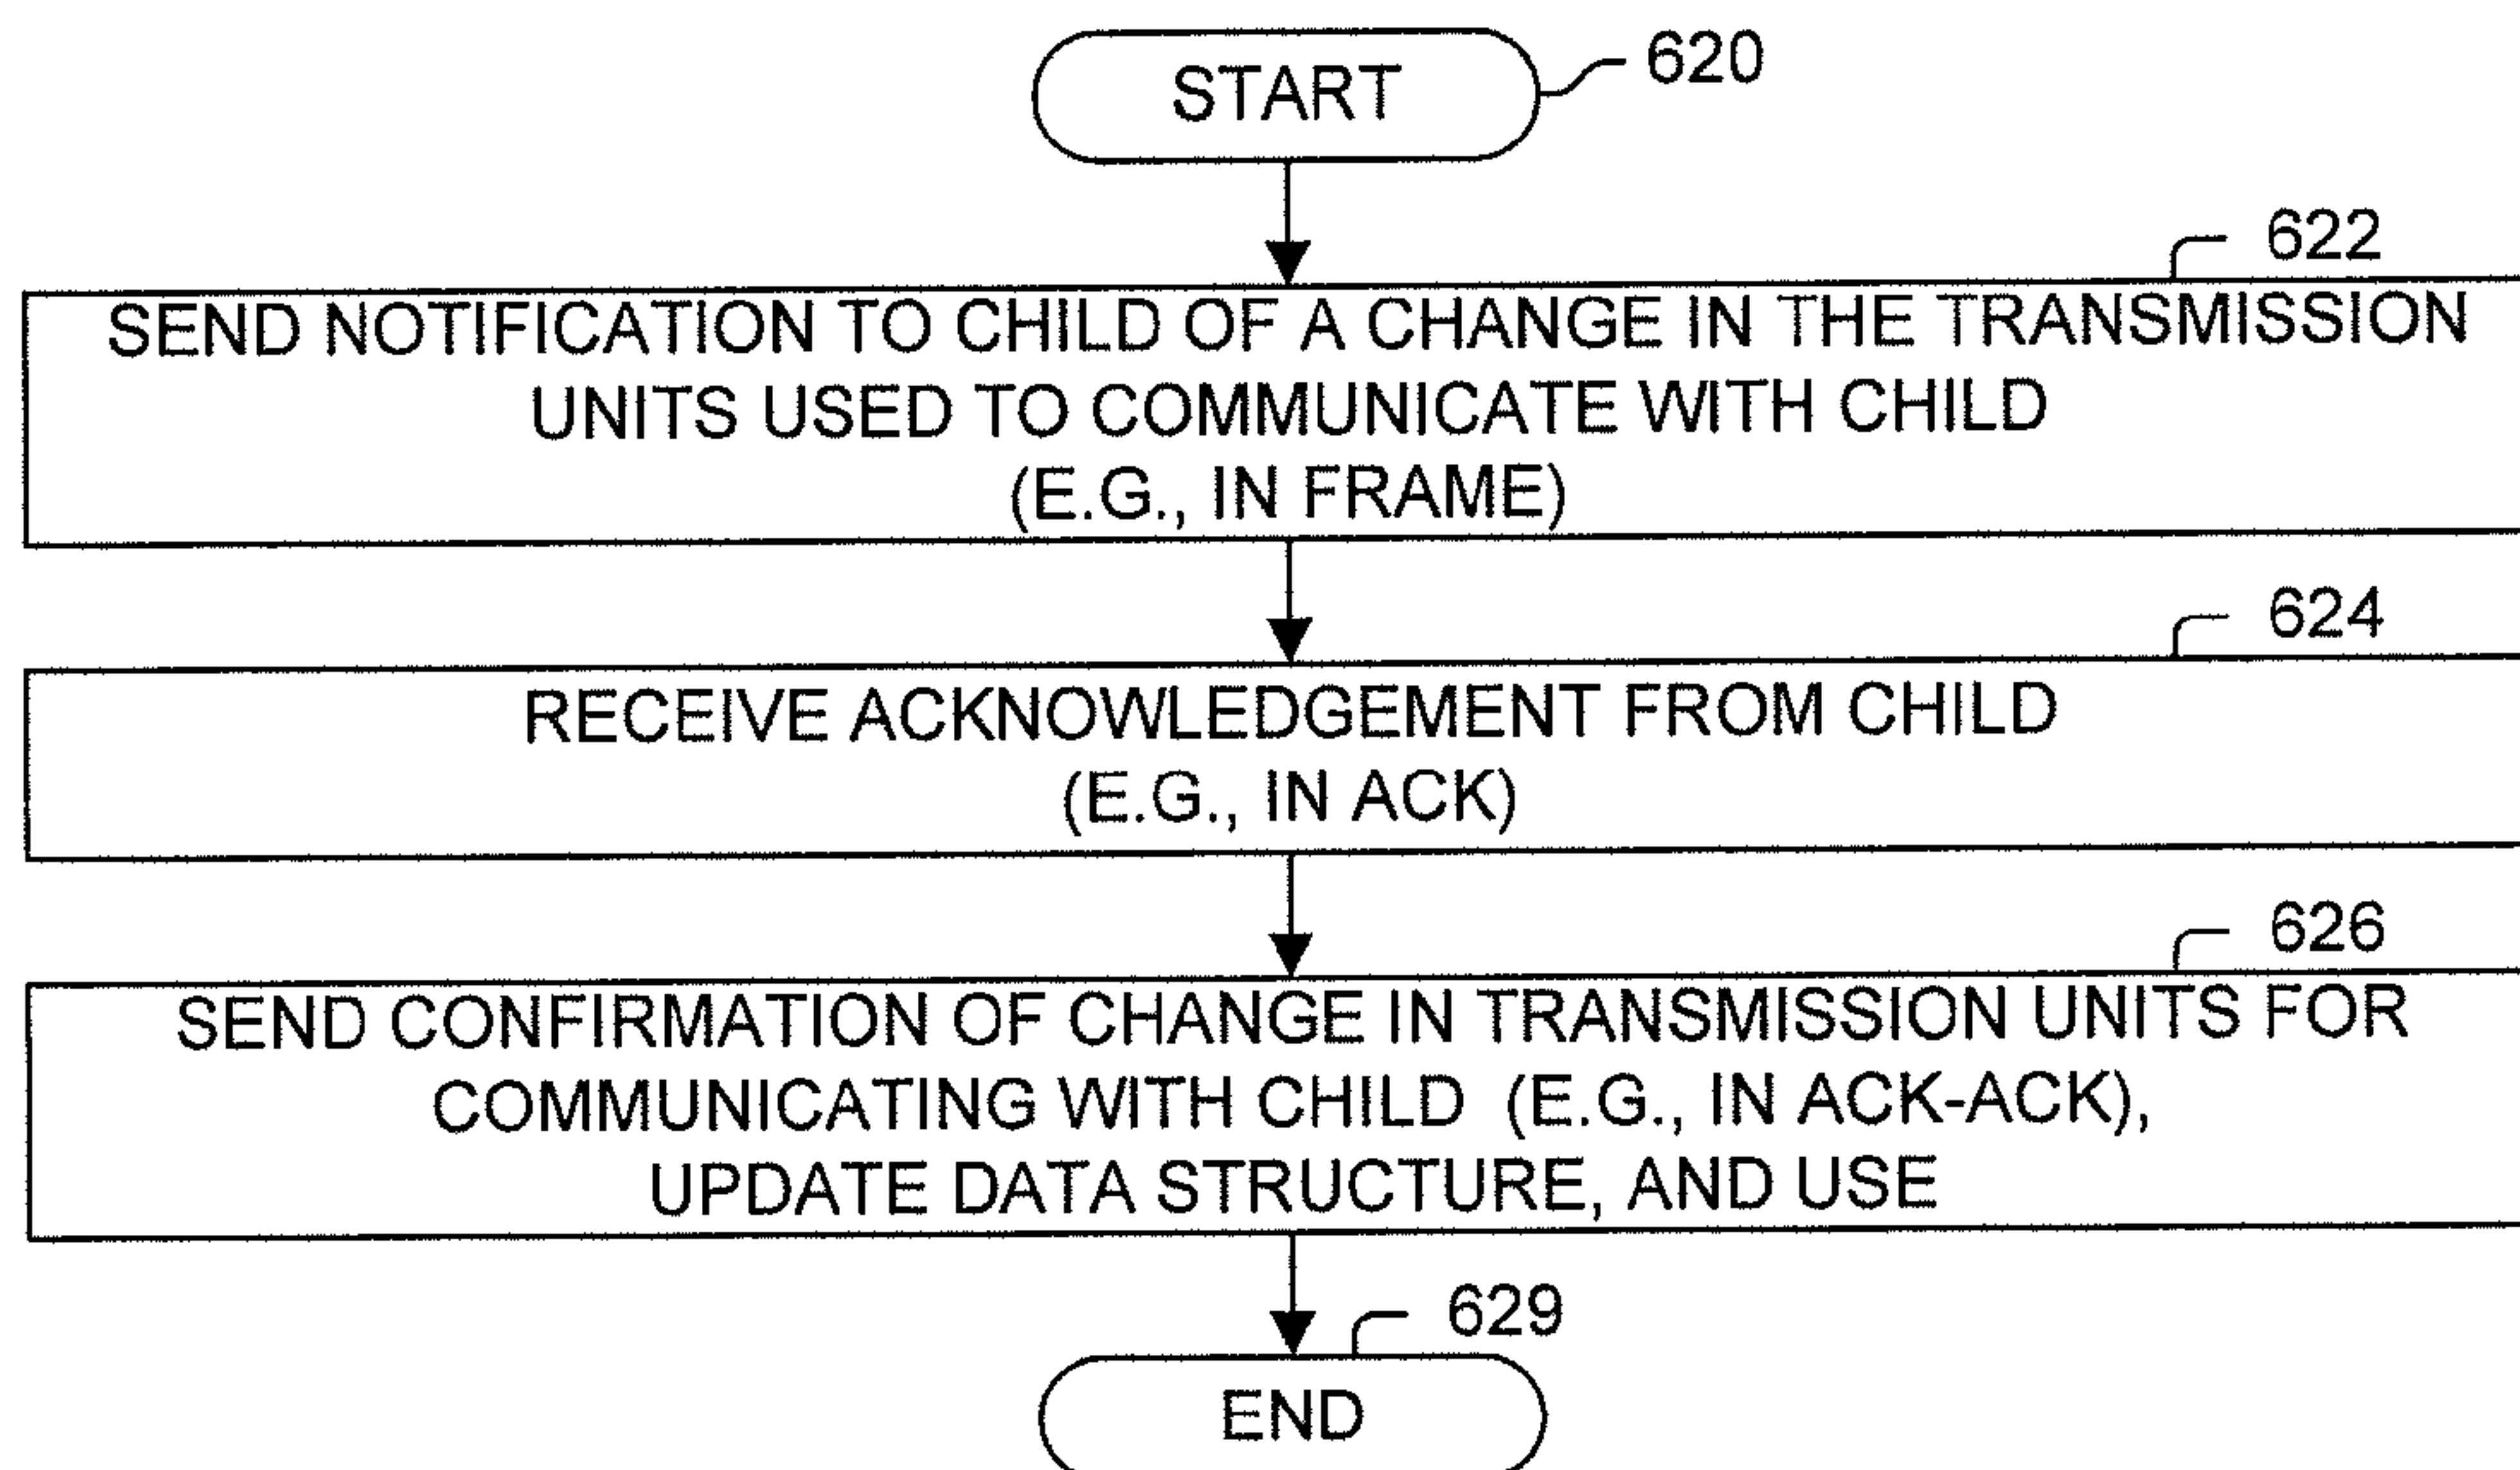 START
620
622
SEND NOTIFICATION TO CHILD OF A CHANGE IN THE TRANSMISSION
UNITS USED TO COMMUNICATE WITH CHILD
(E.G., IN FRAME)
624
RECEIVE ACKNOWLEDGEMENT FROM CHILD
(E.G., IN ACK)
626
SEND CONFIRMATION OF CHANGE IN TRANSMISSION UNITS FOR
COMMUNICATING WITH CHILD (E.G., IN ACK-ACK),
UPDATE DATA STRUCTURE, AND USE
629
END